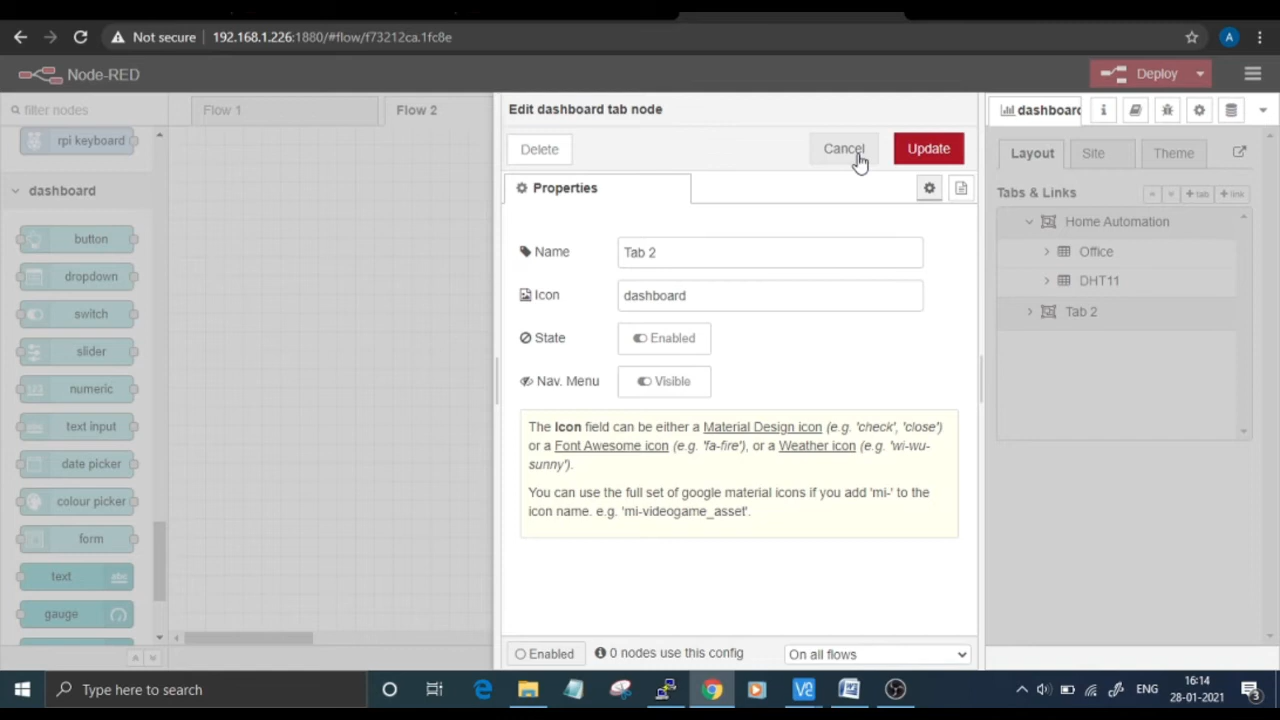 Not secure 192.168.1.226:1880/#flow/f73212ca.1fc8e
A
Node-RED
Deploy
filter nodes
Flow 1
Flow 2
rpi keyboard
dashboard
button
dropdown
switch
slider
numeric
text input
date picker
colour picker
form
text
abc
gauge
Edit dashboard tab node
Delete
Cancel
Update
Properties
Name
Tab 2
Icon
dashboard
State
Enabled
Nav. Menu
Visible
The Icon field can be either a Material Design icon (e.g. 'check', 'close')
or a Font Awesome icon (e.g. 'fa-fire'), or a Weather icon (e.g. 'wi-wu-
sunny').
You can use the full set of google material icons if you add 'mi-' to the
icon name. e.g. 'mi-videogame_asset'.
Enabled
0 nodes use this config
On all flows
dashboard
Layout
Site
Theme
Tabs & Links
+tab
+link
Home Automation
Office
DHT11
Tab 2
Type here to search
ENG
16:14
28-01-2021
3